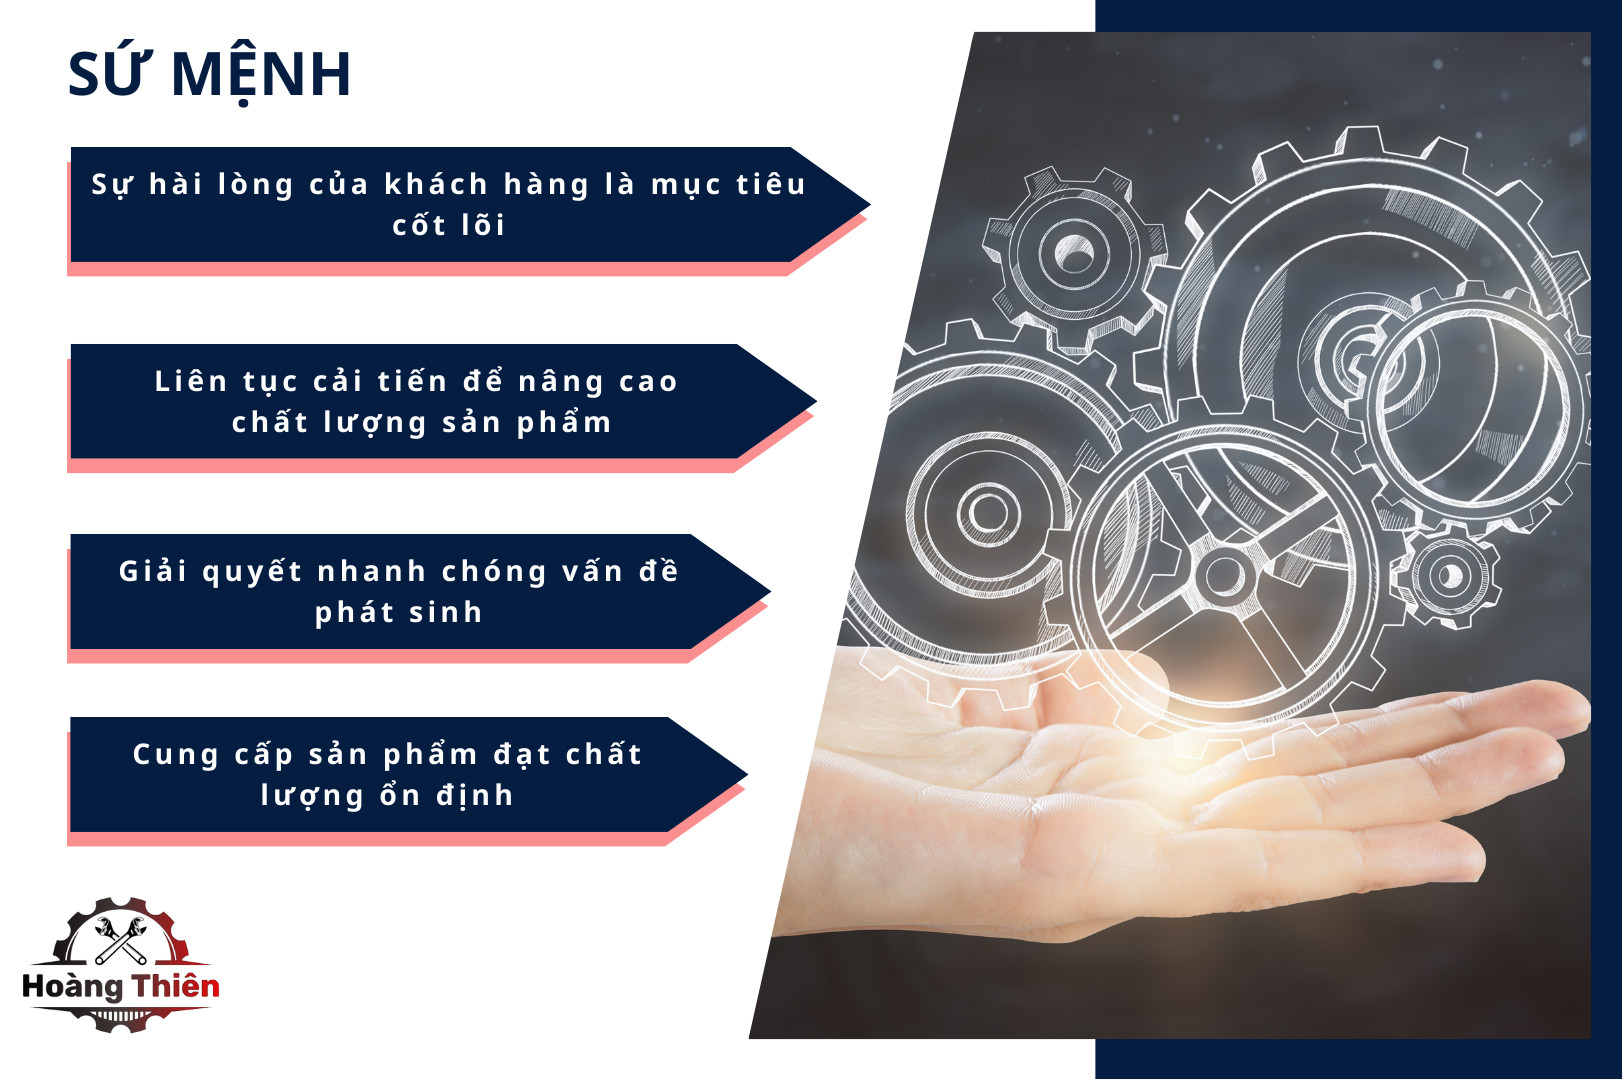 SỨ MỆNH
Sự hài lòng của khách hàng là mục tiêu
cốt lõi
Liên tục cải tiến để nâng cao
chất lượng sản phẩm
Giải quyết nhanh chóng vấn đề
phát sinh
Cung cấp sản phẩm đạt chất
lượng ổn định
Hoàng Thiên